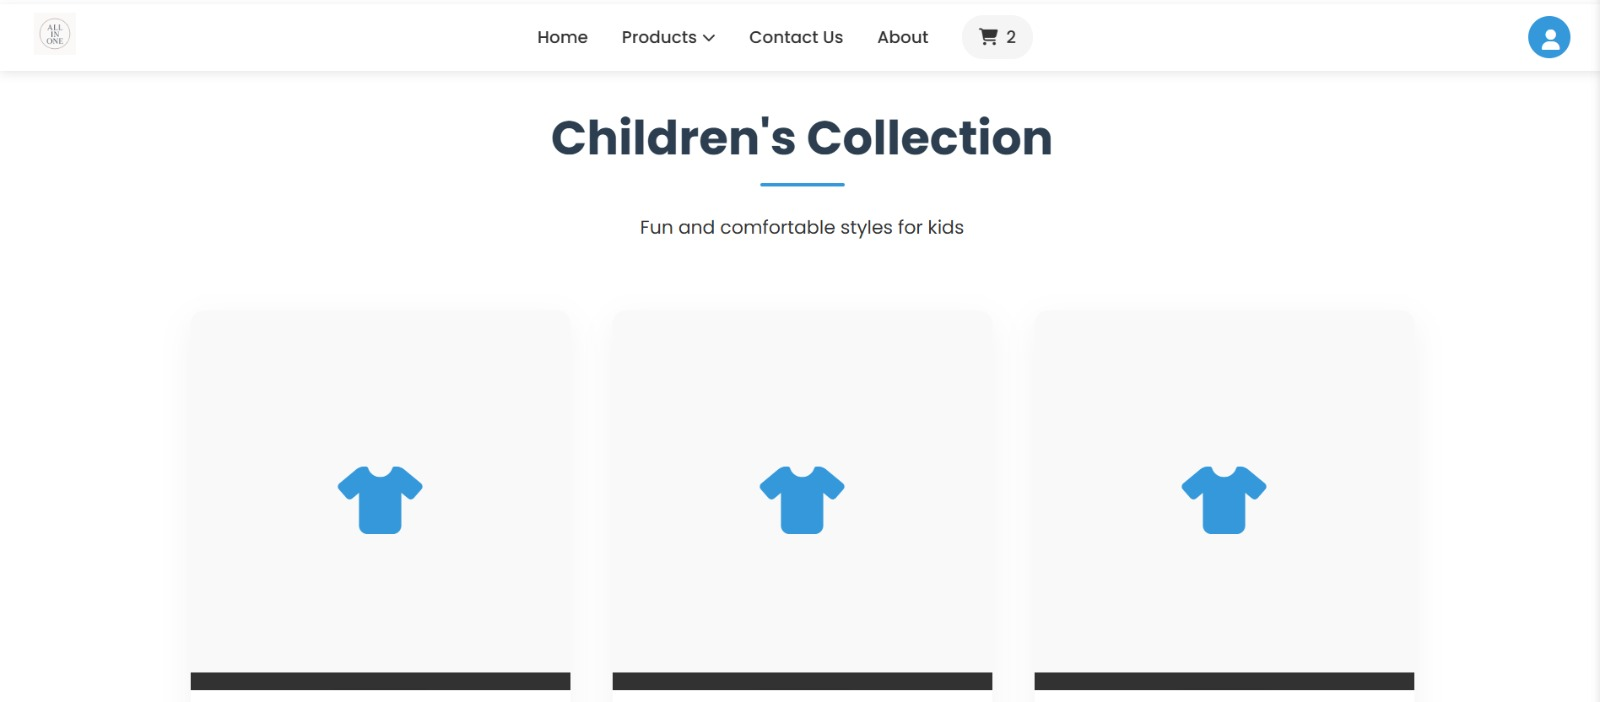 ALL
IN
ONE
Home
Products
Contact Us
About
2
Children's Collection
Fun and comfortable styles for kids